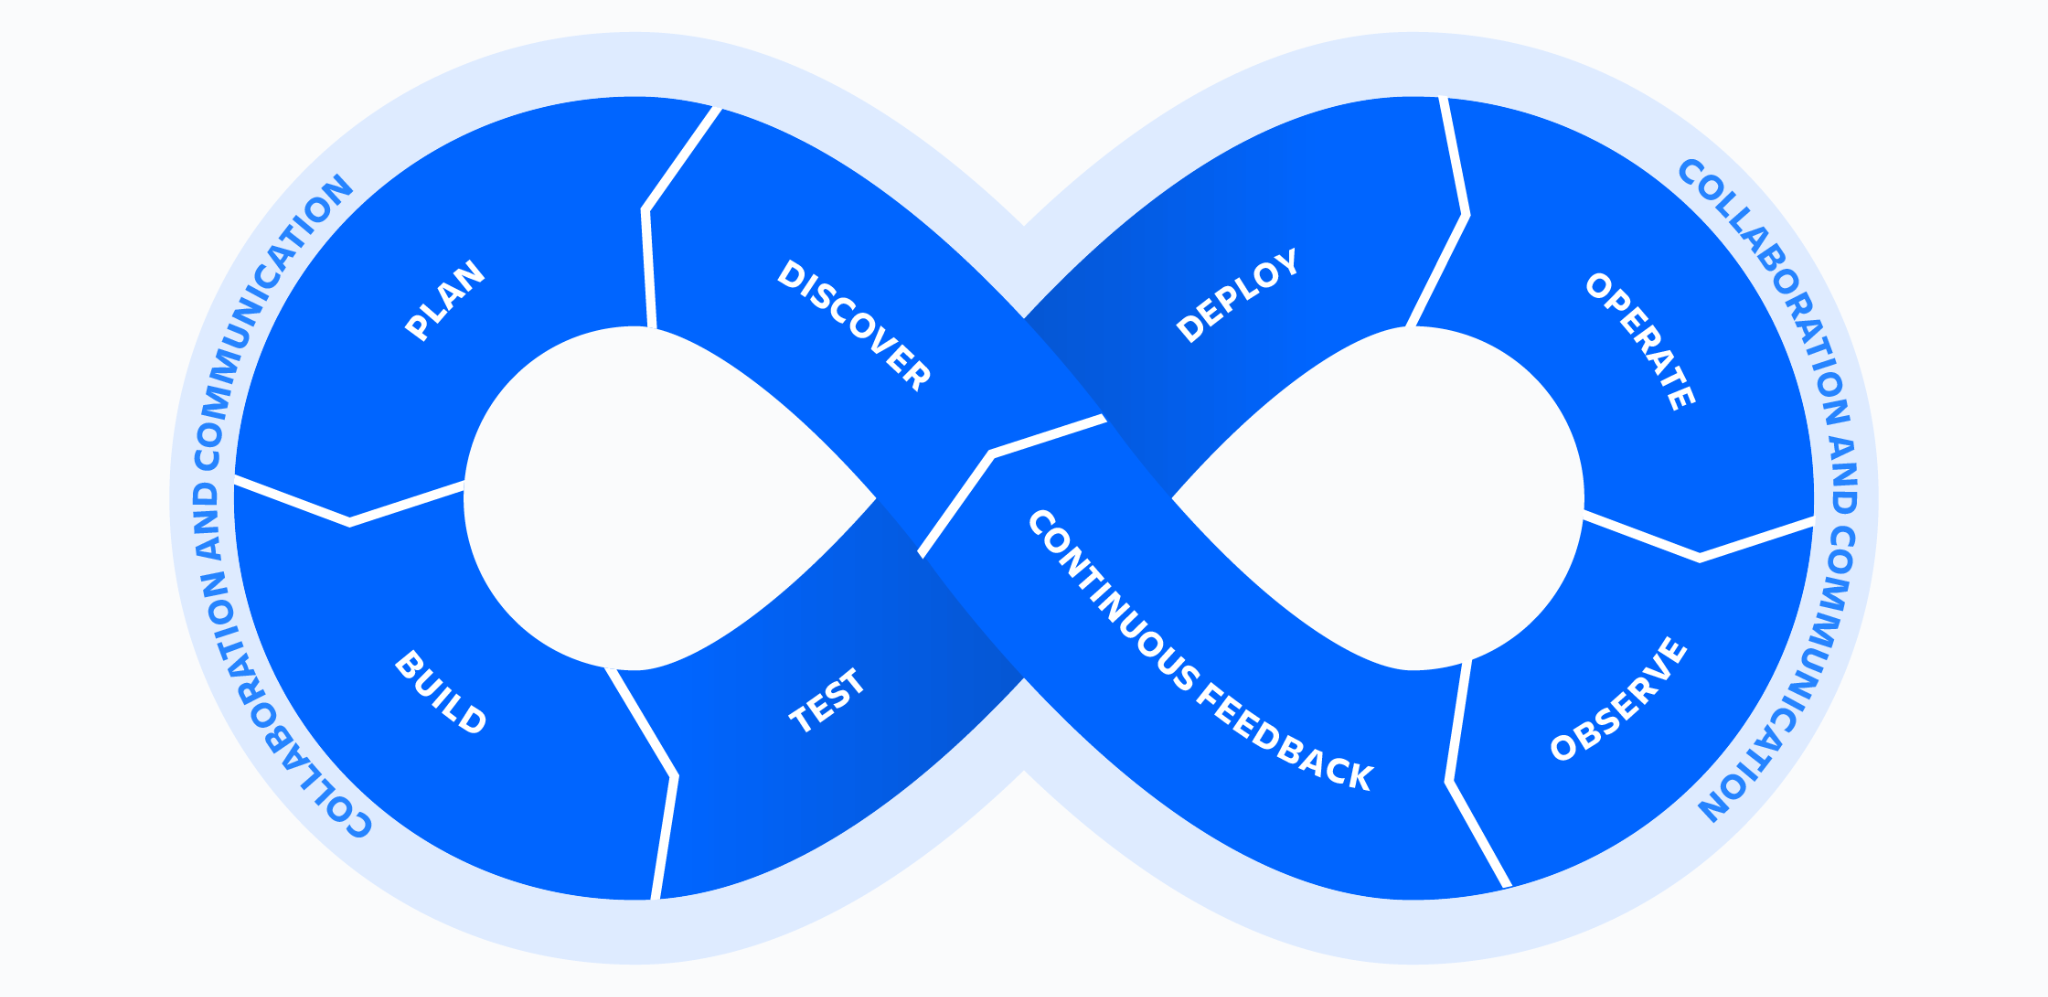 COLLABORATION AND COMMUNICATION
PLAN
DISCOVER
BUILD
TEST
DEPLOY
OPERATE
CONTINUOUS FEEDBACK
OBSERVE
COLLABORATION AND COMMUNICATION